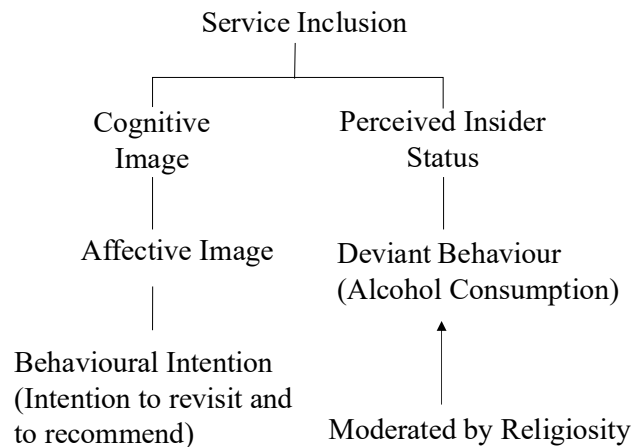 Service Inclusion
Cognitive
Image
Perceived Insider
Status
Affective Image
Deviant Behaviour
(Alcohol Consumption)
Behavioural Intention
(Intention to revisit and
to recommend)
Moderated by Religiosity